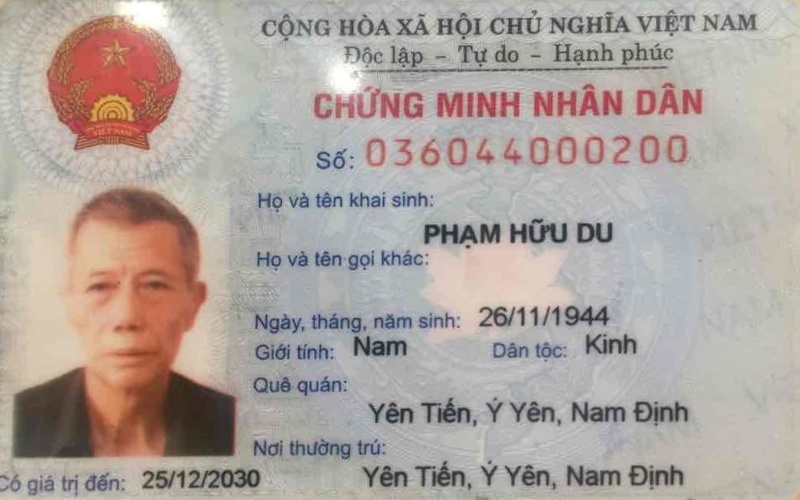 CỘNG HÒA XÃ HỘI CHỦ NGHĨA VIỆT NAM
Độc lập – Tự do – Hạnh phúc
CHỨNG MINH NHÂN DÂN
Số: 036044000200
Họ và tên khai sinh:
PHẠM HỮU DU
Họ và tên gọi khác:
Ngày, tháng, năm sinh: 26/11/1944
Giới tính: Nam Dân tộc: Kinh
Quê quán:
Yên Tiến, Ý Yên, Nam Định
Nơi thường trú:
Yên Tiến, Ý Yên, Nam Định
Có giá trị đến: 25/12/2030
VIỆT NAM